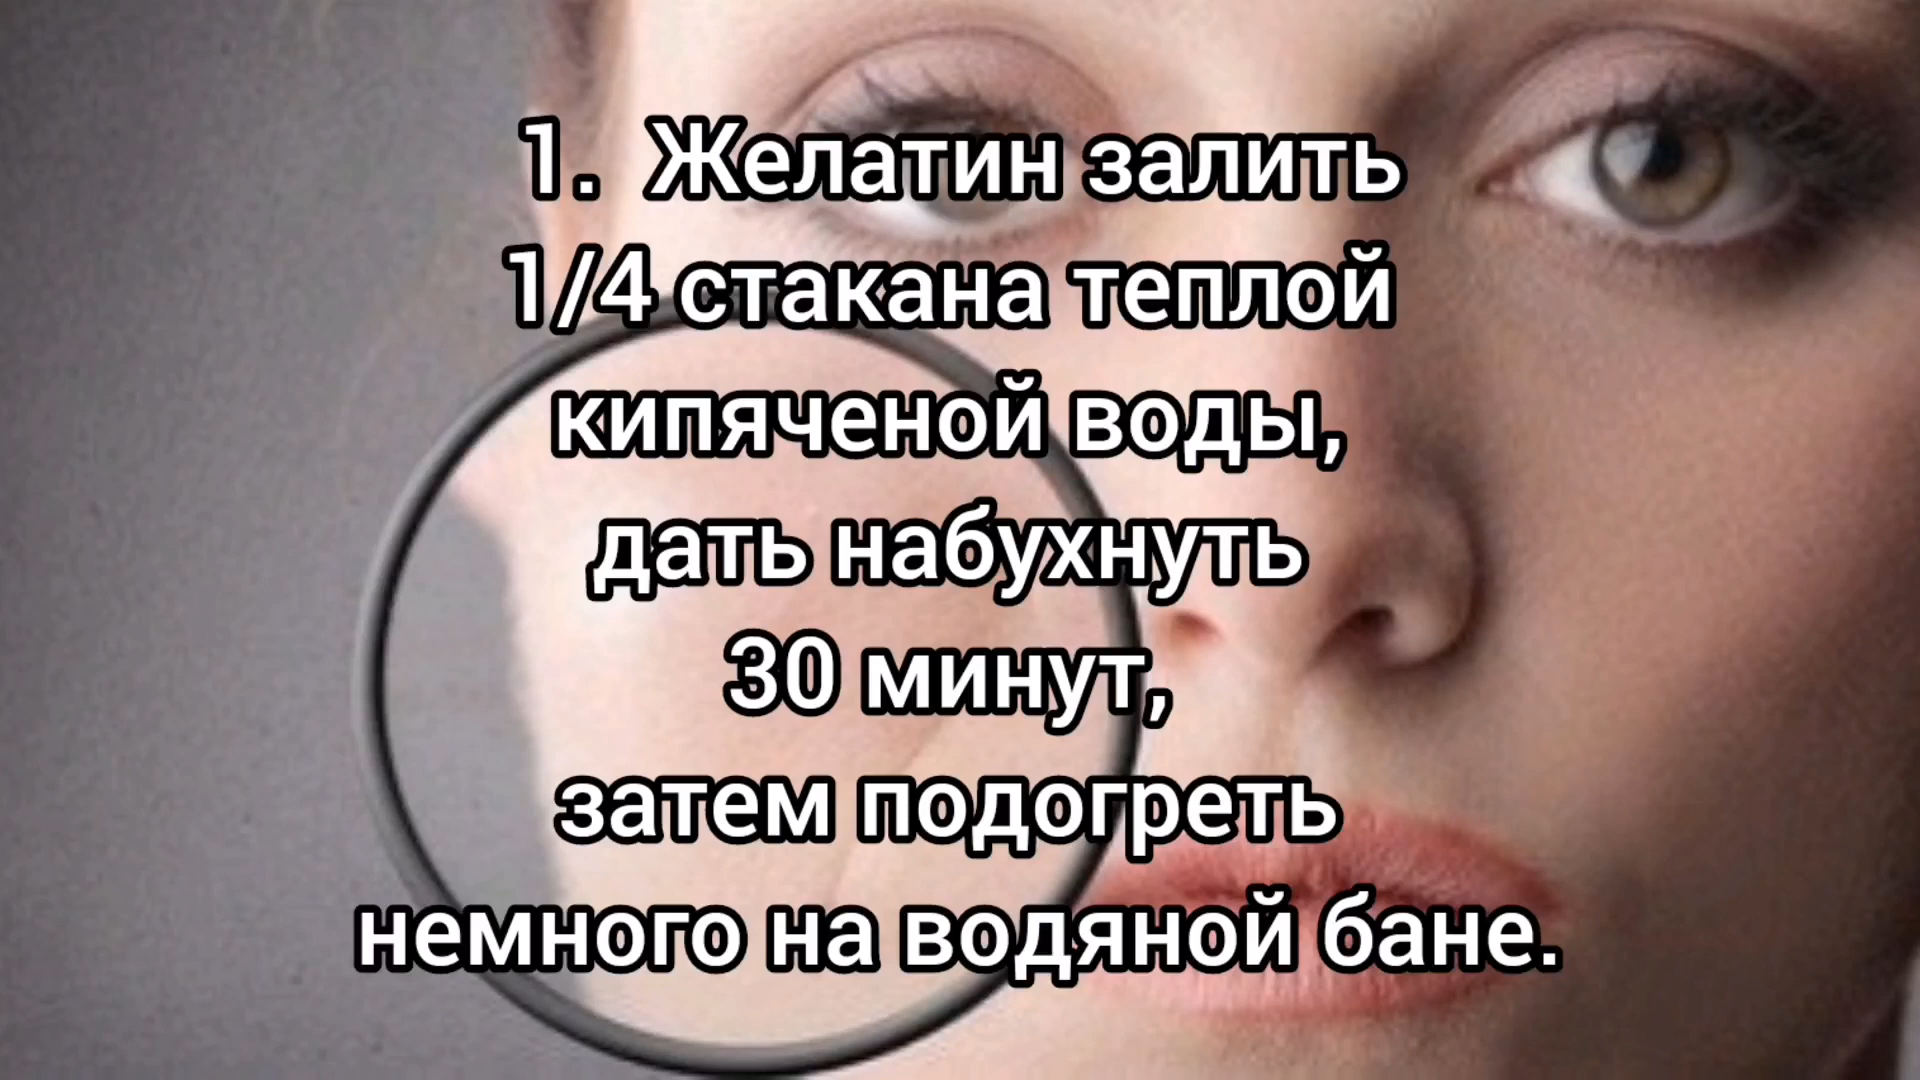 1. Желатин залить
1/4 стакана теплой
кипяченой воды,
дать набухнуть
30 минут,
затем подогреть
немного на водяной бане.